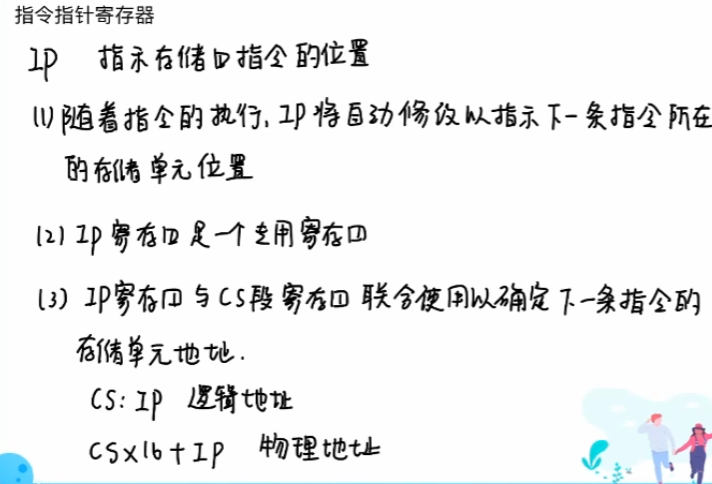 指令指针寄存器
IP 指示存储口指令的位置
(1)随着指令的执行,IP将自动修改以指示下一条指令所在
的存储单元位置
(2)IP寄存口是一个专用寄存口
(3)IP寄存口与CS段寄存口联合使用以确定下一条指令的
存储单元地址.
CS:IP 逻辑地址
CS×16+IP 物理地址